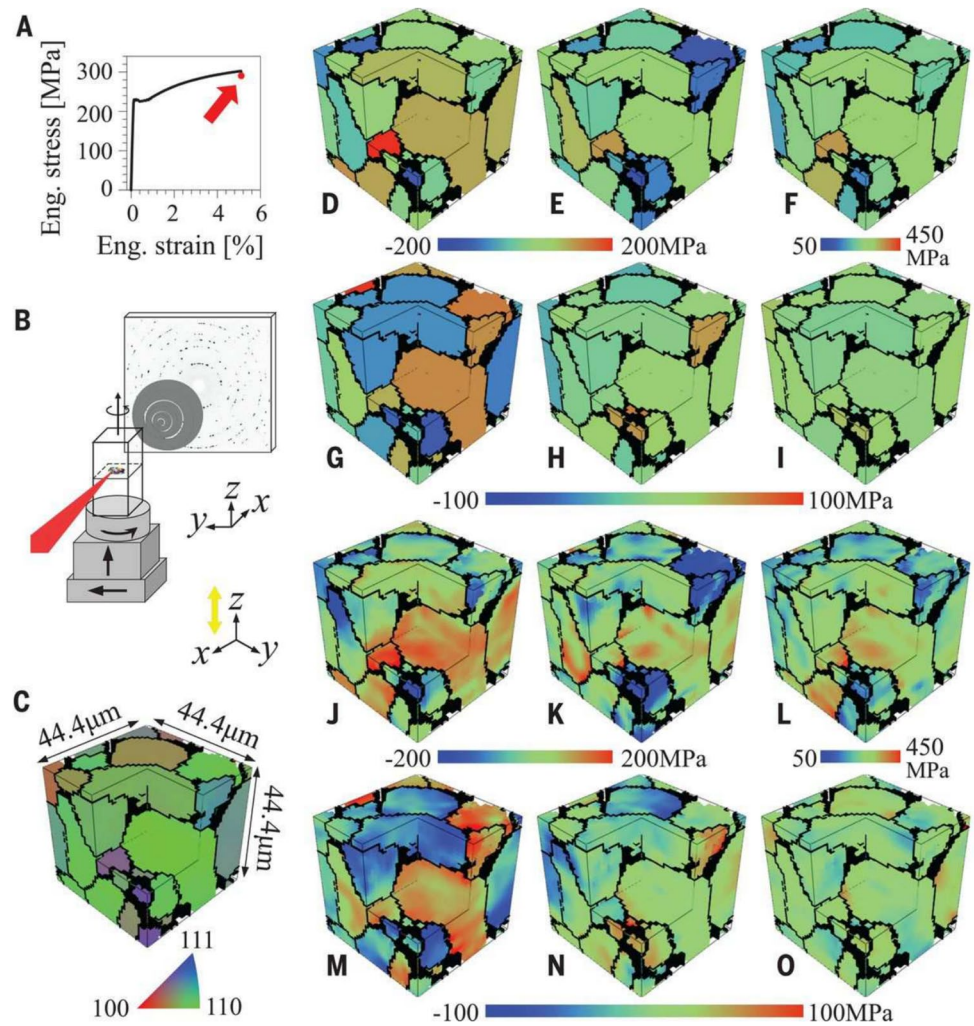 A
Eng. stress [MPa]
300
200
100
0
0 2 4 6
Eng. strain [%]
D E F
-200 200MPa 50 450
MPa
B
z
y x
z
x y
G H I
-100 100MPa
C
44.4μm 44.4μm
44.4μm
111
100 110
J K L
-200 200MPa 50 450
MPa
M N O
-100 100MPa